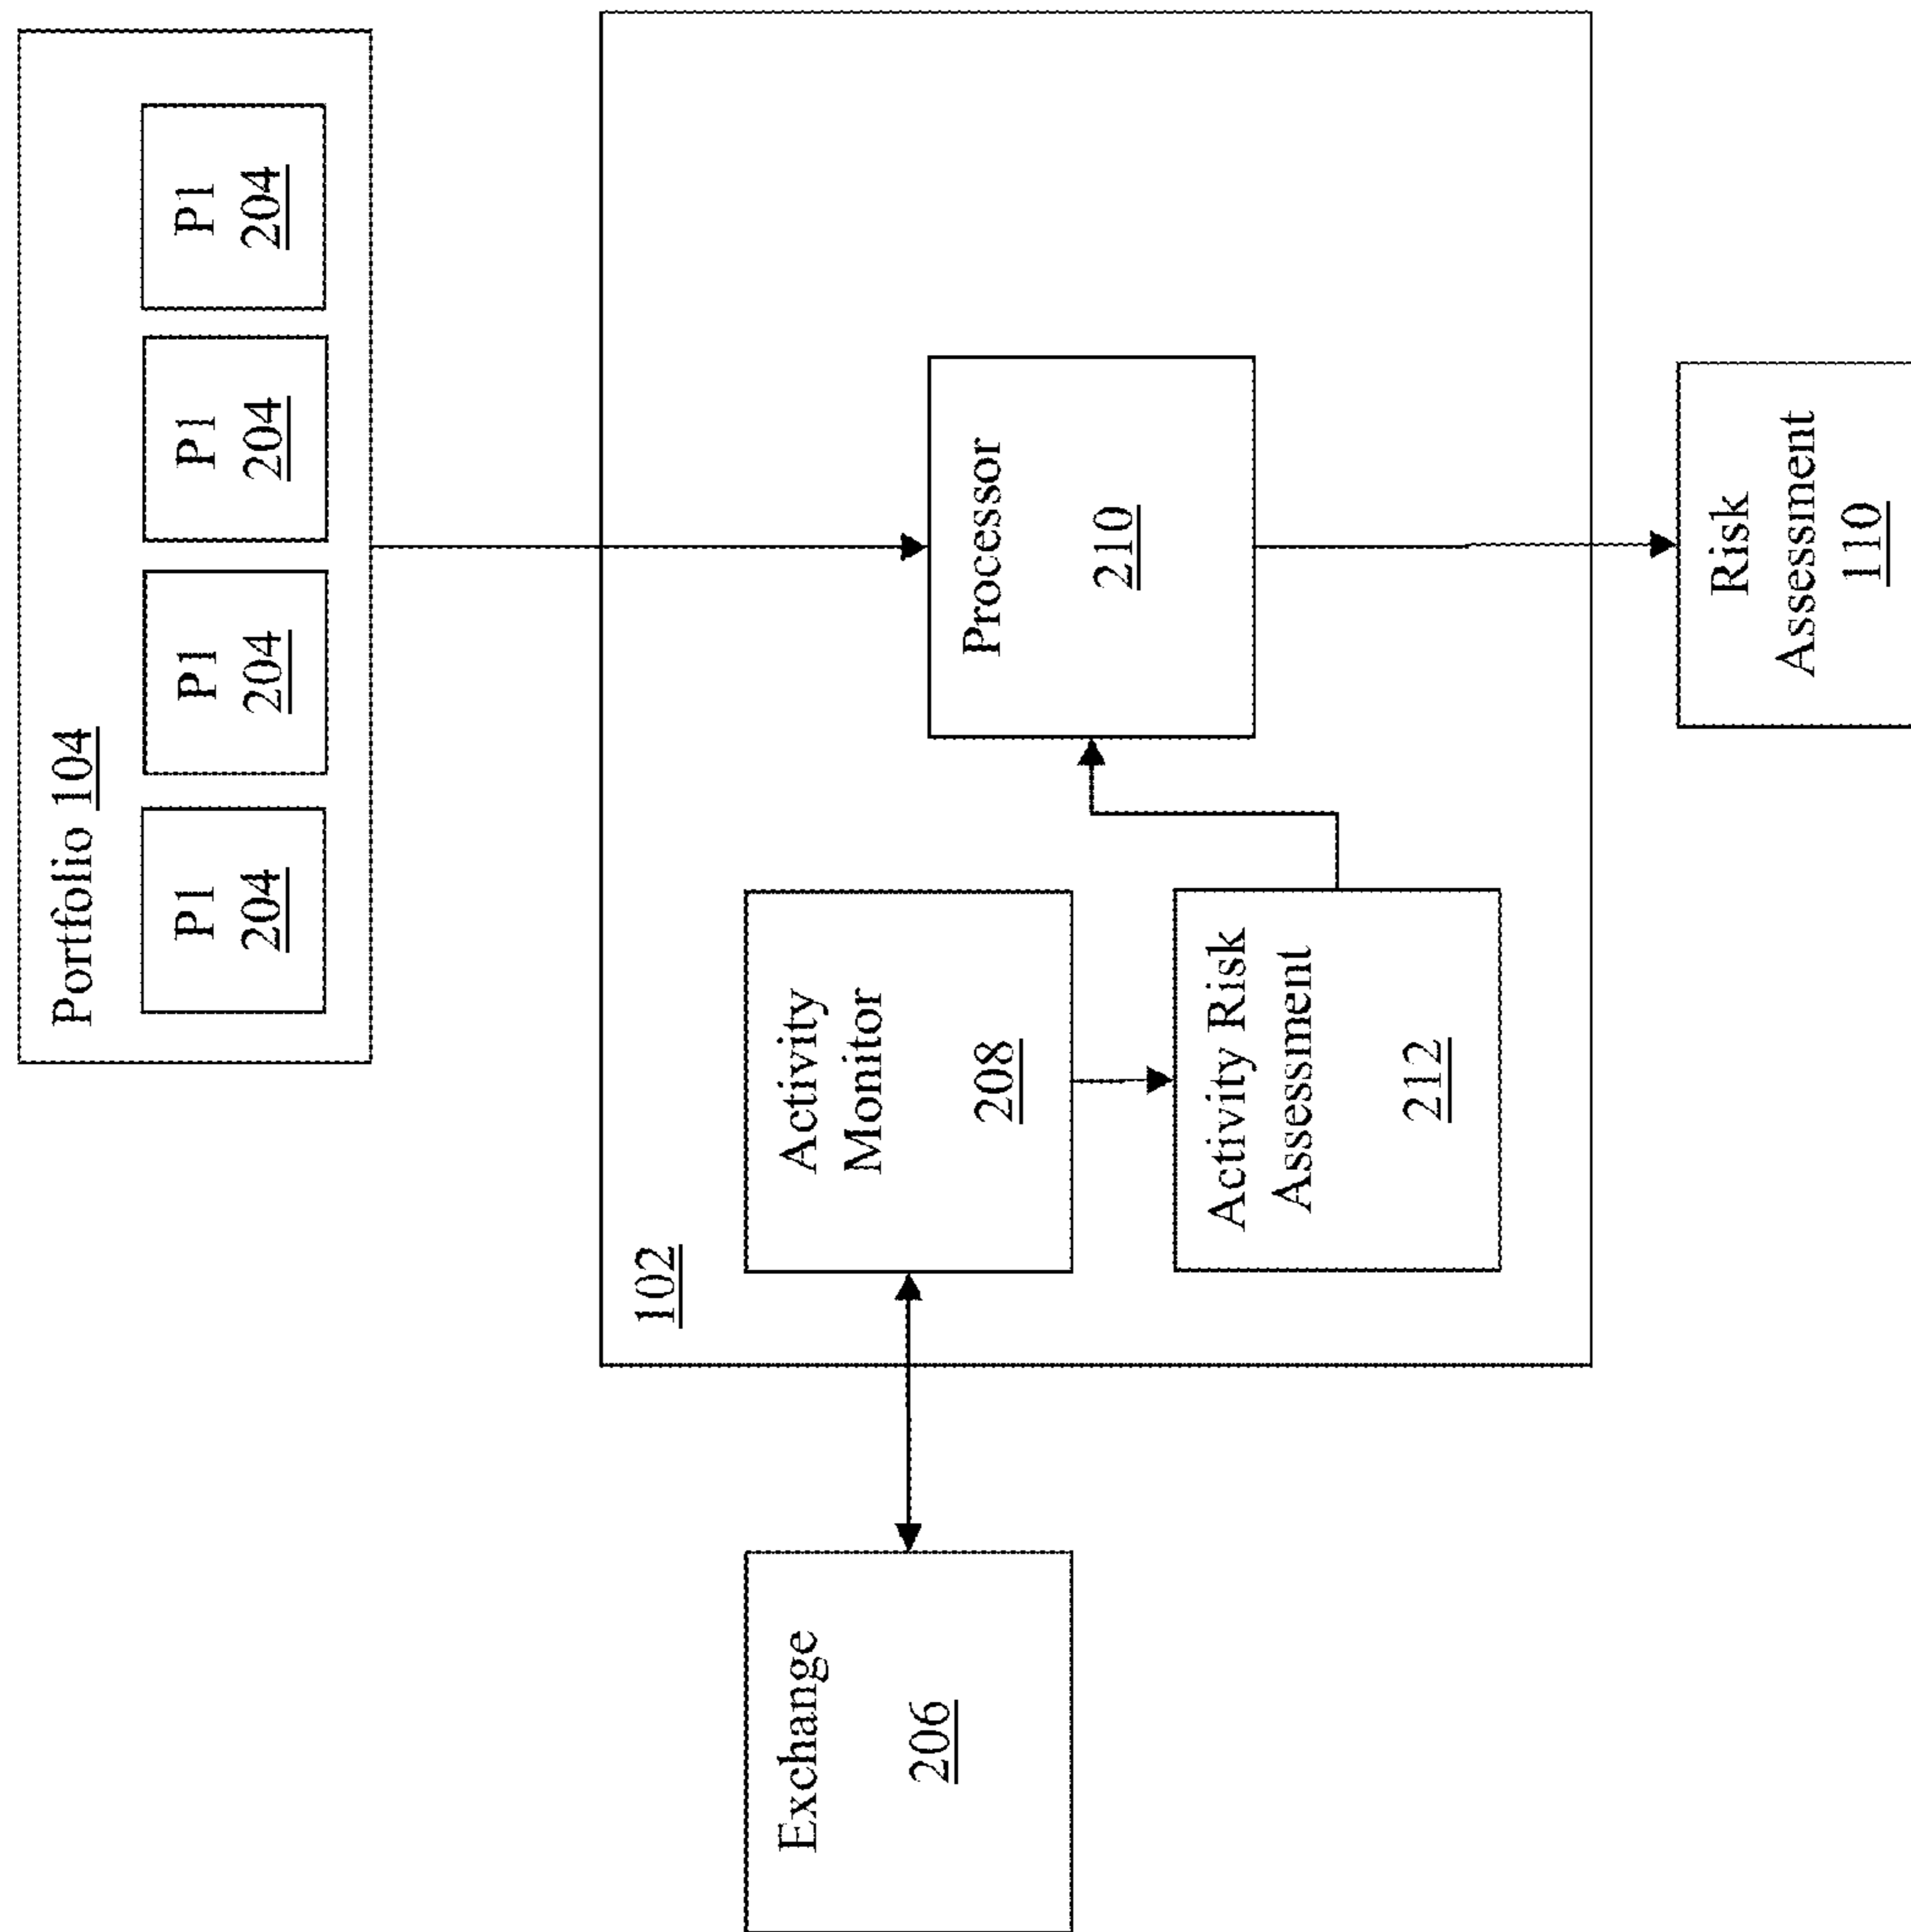 Portfolio 104
P1
204
P1
204
P1
204
P1
204
102
Exchange
206
Activity
Monitor
208
Activity Risk
Assessment
212
Processor
210
Risk
Assessment
110